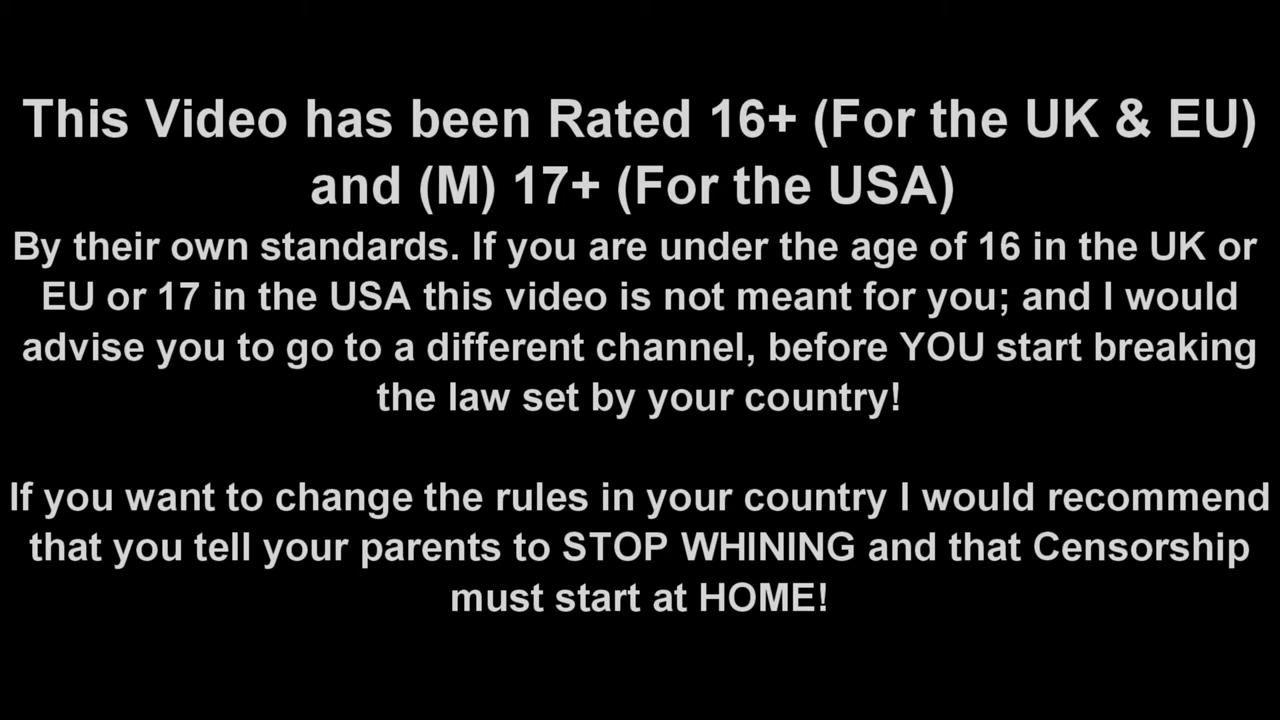 This Video has been Rated 16+ (For the UK & EU)
and (M) 17+ (For the USA)
By their own standards. If you are under the age of 16 in the UK or
EU or 17 in the USA this video is not meant for you; and I would
advise you to go to a different channel, before YOU start breaking
the law set by your country!
If you want to change the rules in your country I would recommend
that you tell your parents to STOP WHINING and that Censorship
must start at HOME!